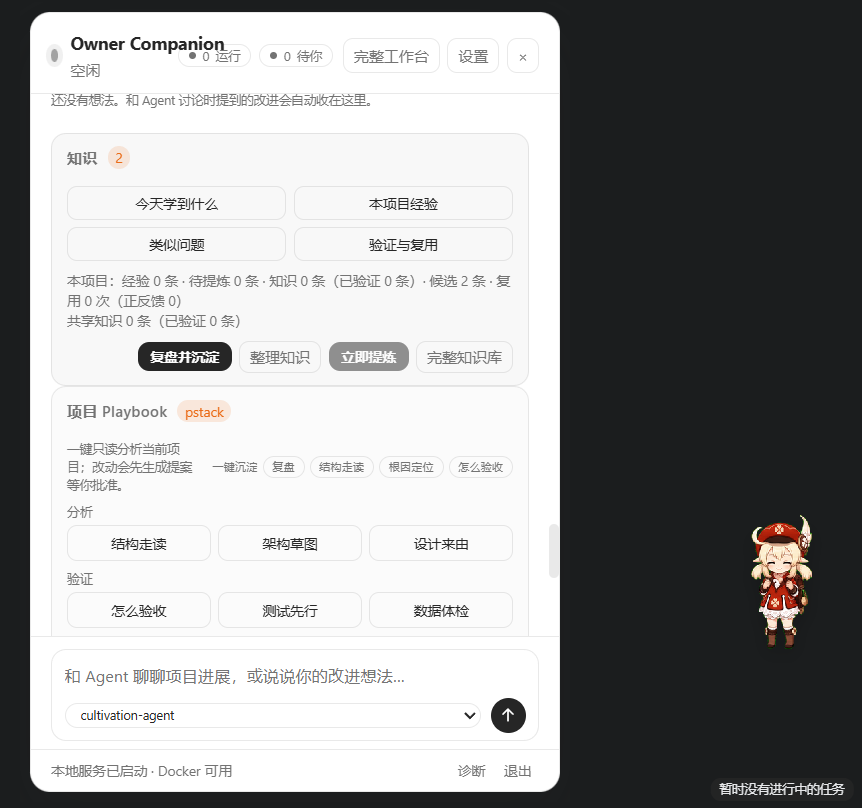 Owner Companion
空闲
0 运行
0 待你
完整工作台
设置
×
还没有想法。和 Agent 讨论时提到的改进会自动收在这里。
知识 2
今天学到什么
本项目经验
类似问题
验证与复用
本项目：经验 0 条 · 待提炼 0 条 · 知识 0 条（已验证 0 条）· 候选 2 条 · 复
用 0 次（正反馈 0）
共享知识 0 条（已验证 0 条）
复盘并沉淀
整理知识
立即提炼
完整知识库
项目 Playbook pstack
一键只读分析当前项
目；改动会先生成提案
等你批准。
一键沉淀
复盘
结构走读
根因定位
怎么验收
分析
结构走读
架构草图
设计来由
验证
怎么验收
测试先行
数据体检
和 Agent 聊聊项目进展，或说说你的改进想法...
cultivation-agent
本地服务已启动 · Docker 可用
诊断
退出
暂时没有进行中的任务